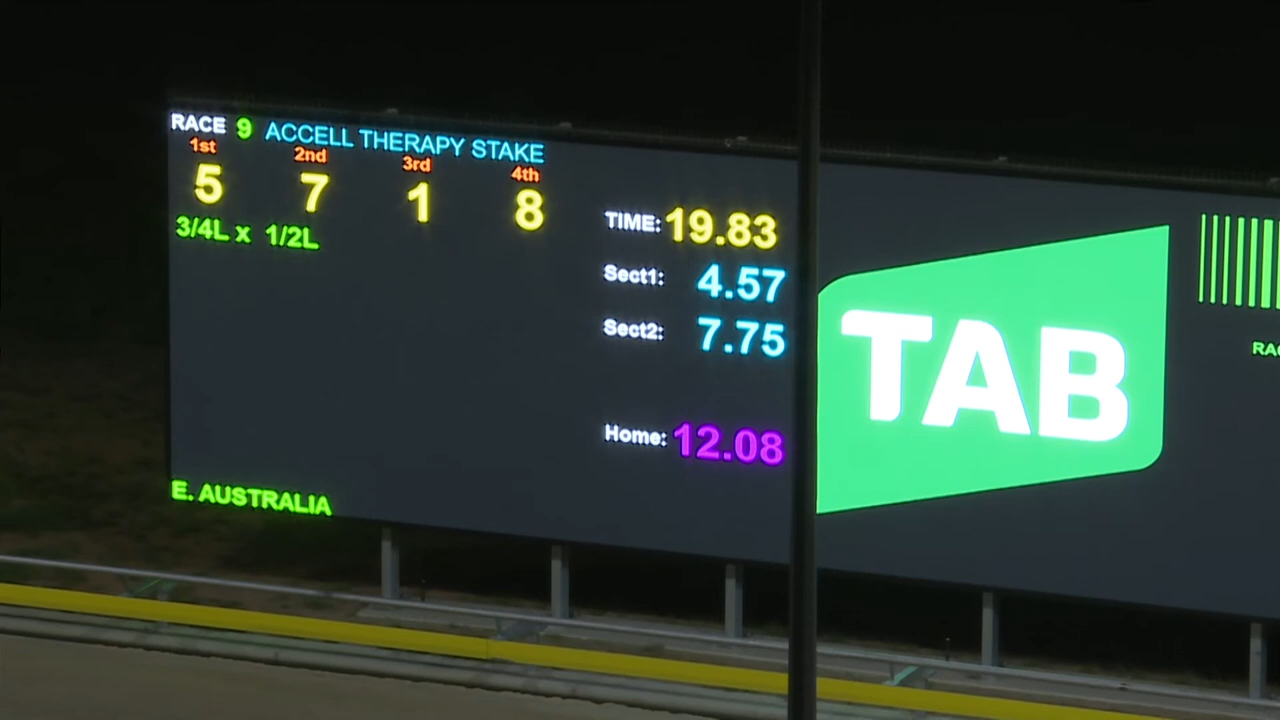 RACE 9 ACCELL THERAPY STAKE
1st 2nd 3rd 4th
5 7 1 8
3/4L x 1/2L
TIME: 19.83
Sect1: 4.57
Sect2: 7.75
Home: 12.08
E. AUSTRALIA
TAB